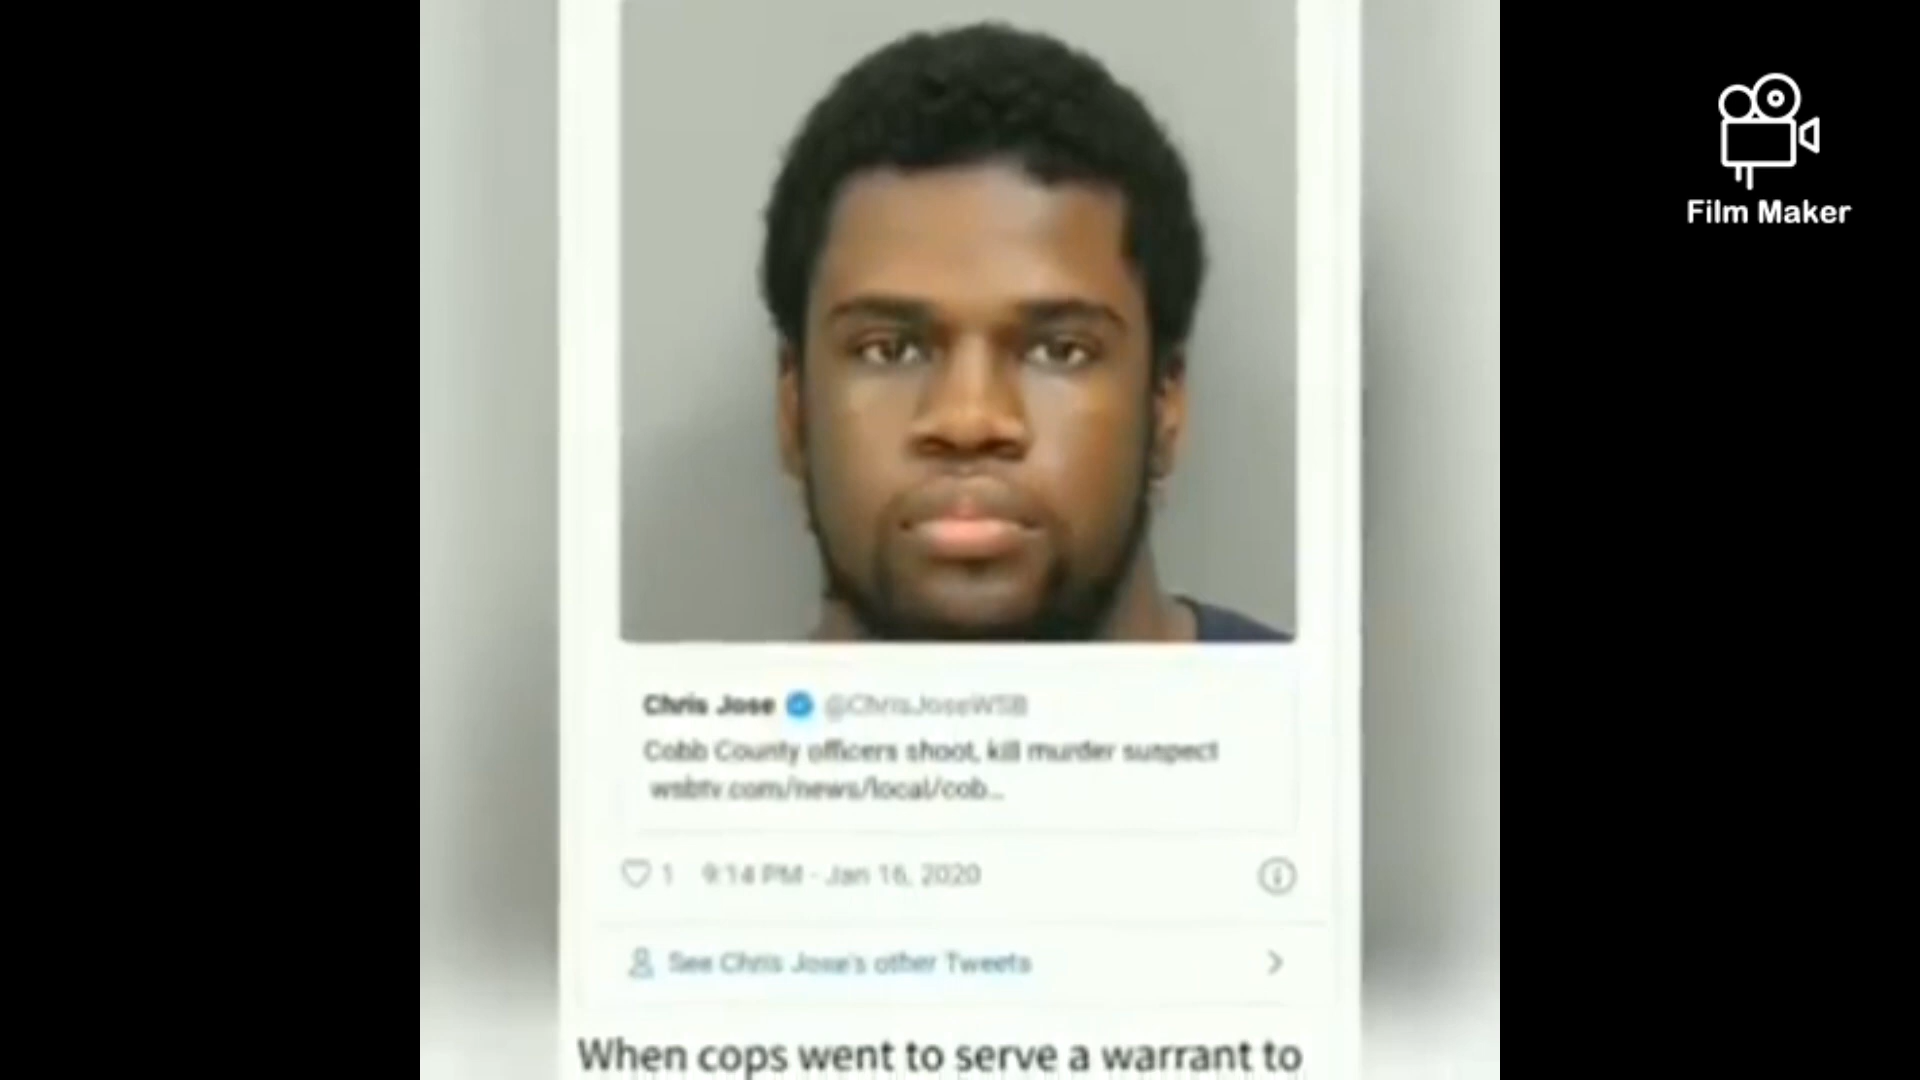 Film Maker
Chris Jose @ChrisJoseWSB
Cobb County officers shoot, kill murder suspect
wsbtv.com/news/local/cob...
1 9:14 PM - Jan 16, 2020
See Chris Jose's other Tweets
When cops went to serve a warrant to